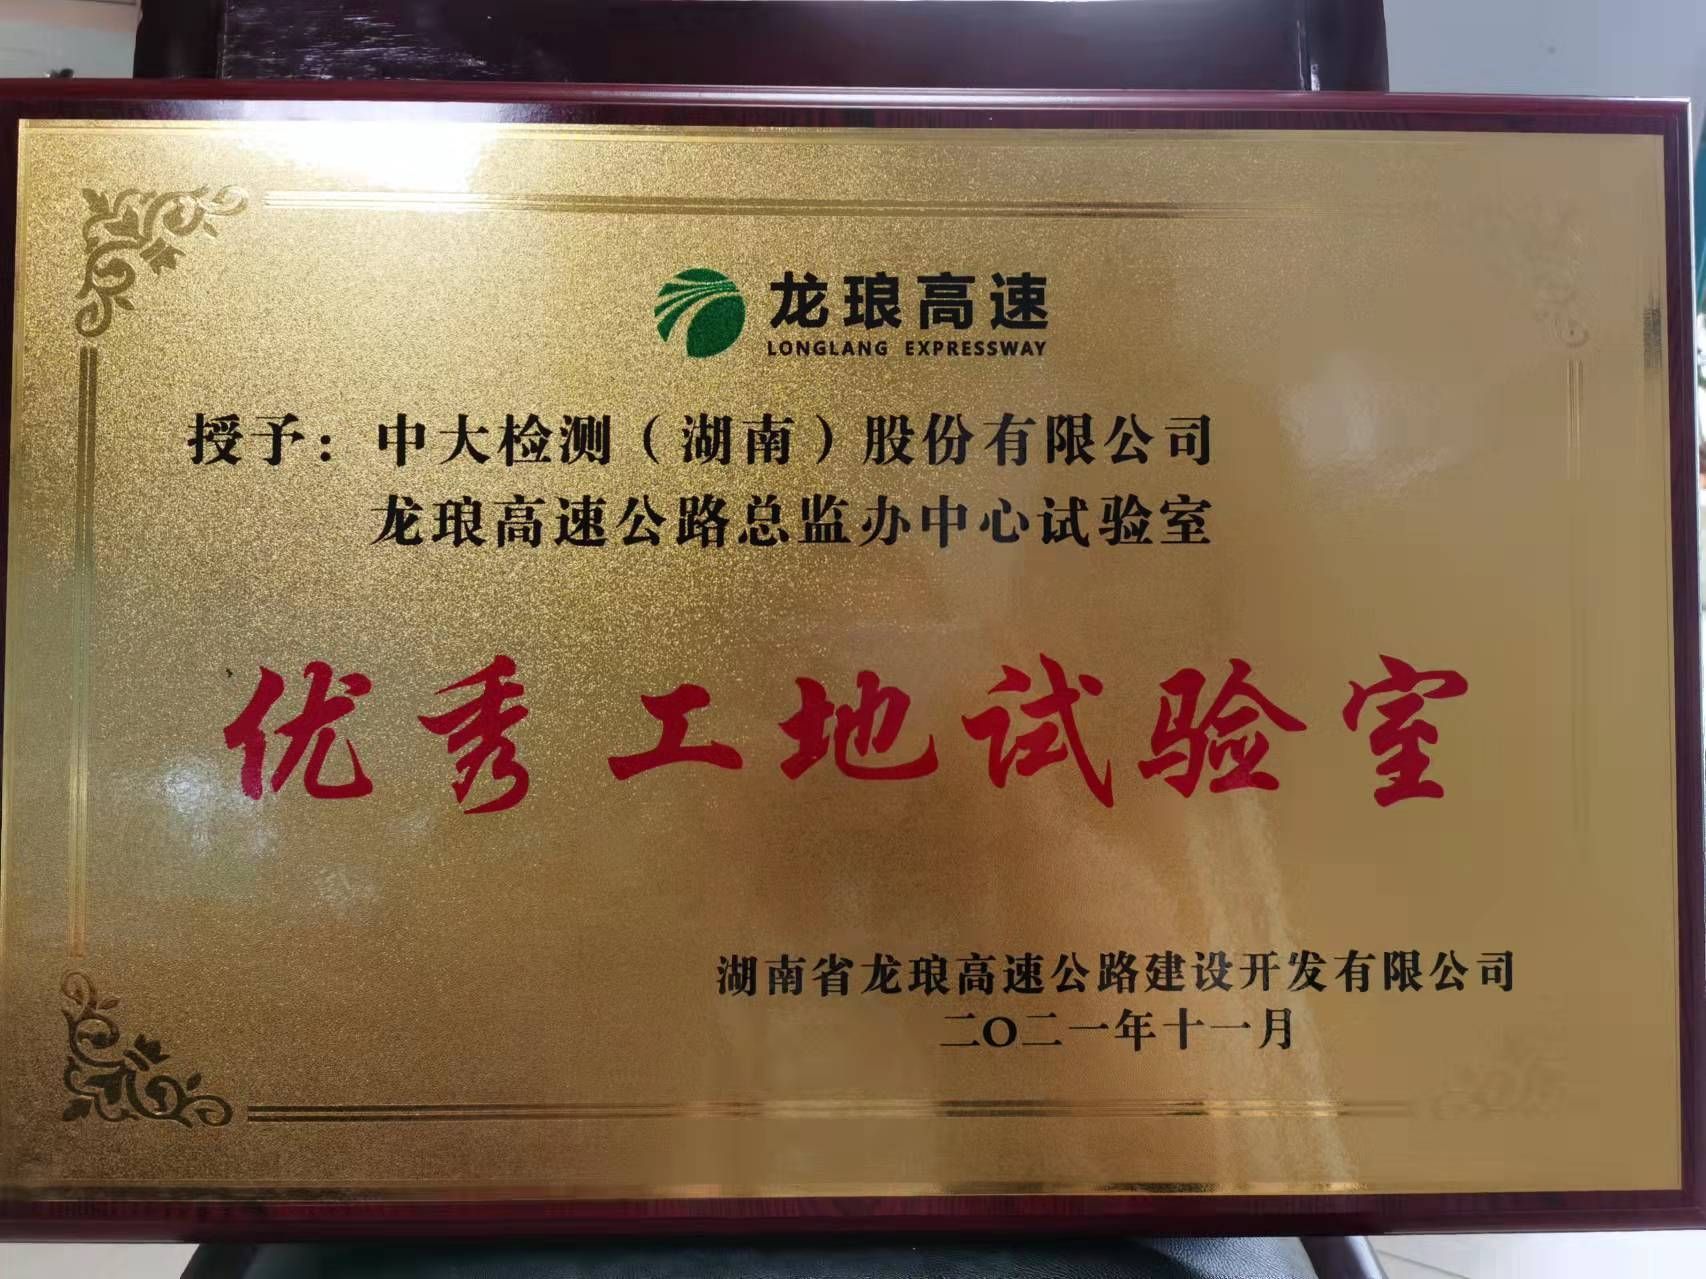 龙琅高速
LONGLANG EXPRESSWAY
授予：中大检测（湖南）股份有限公司
龙琅高速公路总监办中心试验室
优秀工地试验室
湖南省龙琅高速公路建设开发有限公司
二〇二一年十一月